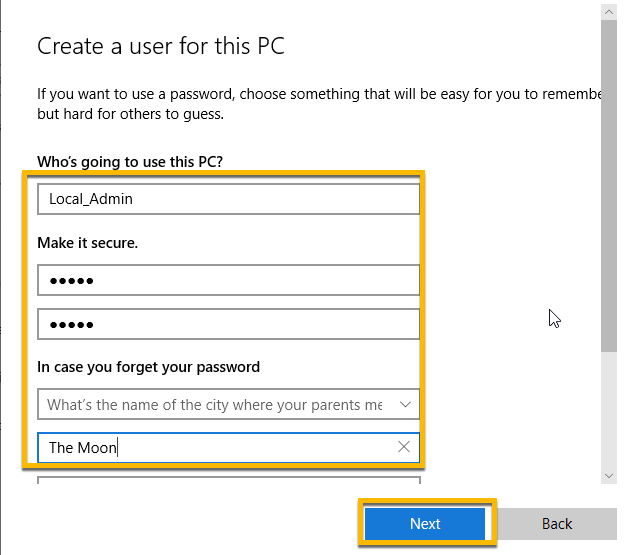 Create a user for this PC
If you want to use a password, choose something that will be easy for you to remembe
but hard for others to guess.
Who's going to use this PC?
Local_Admin
Make it secure.
●●●●●
●●●●●
In case you forget your password
What's the name of the city where your parents me
The Moon
Next
Back